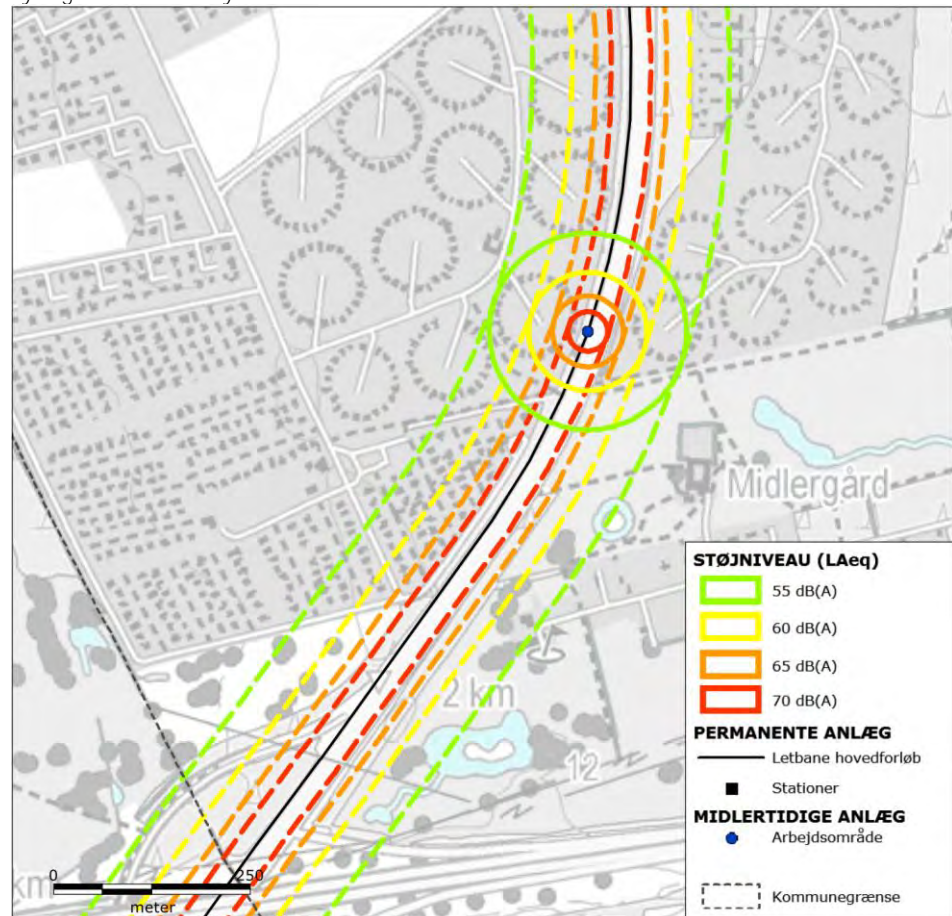 Midlergård
2 km
12
km
0 250
meter
STØJNIVEAU (LAeq)
55 dB(A)
60 dB(A)
65 dB(A)
70 dB(A)
PERMANENTE ANLÆG
Letbane hovedforløb
Stationer
MIDLERTIDIGE ANLÆG
Arbejdsområde
Kommunegrænse